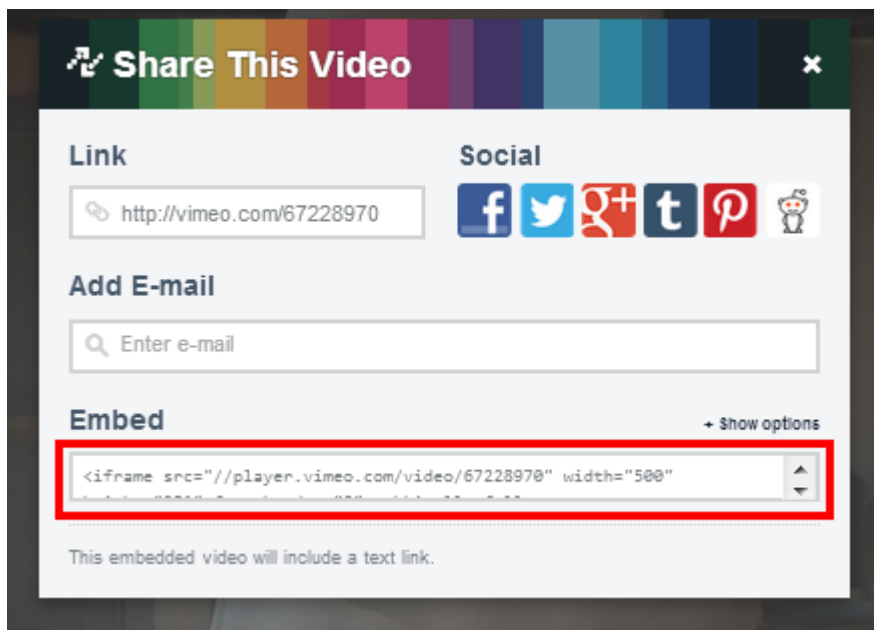 Share This Video
Link
Social
http://vimeo.com/67228970
f g+ t p
Add E-mail
Enter e-mail
Embed
+ Show options
<iframe src="//player.vimeo.com/video/67228970" width="500"
This embedded video will include a text link.